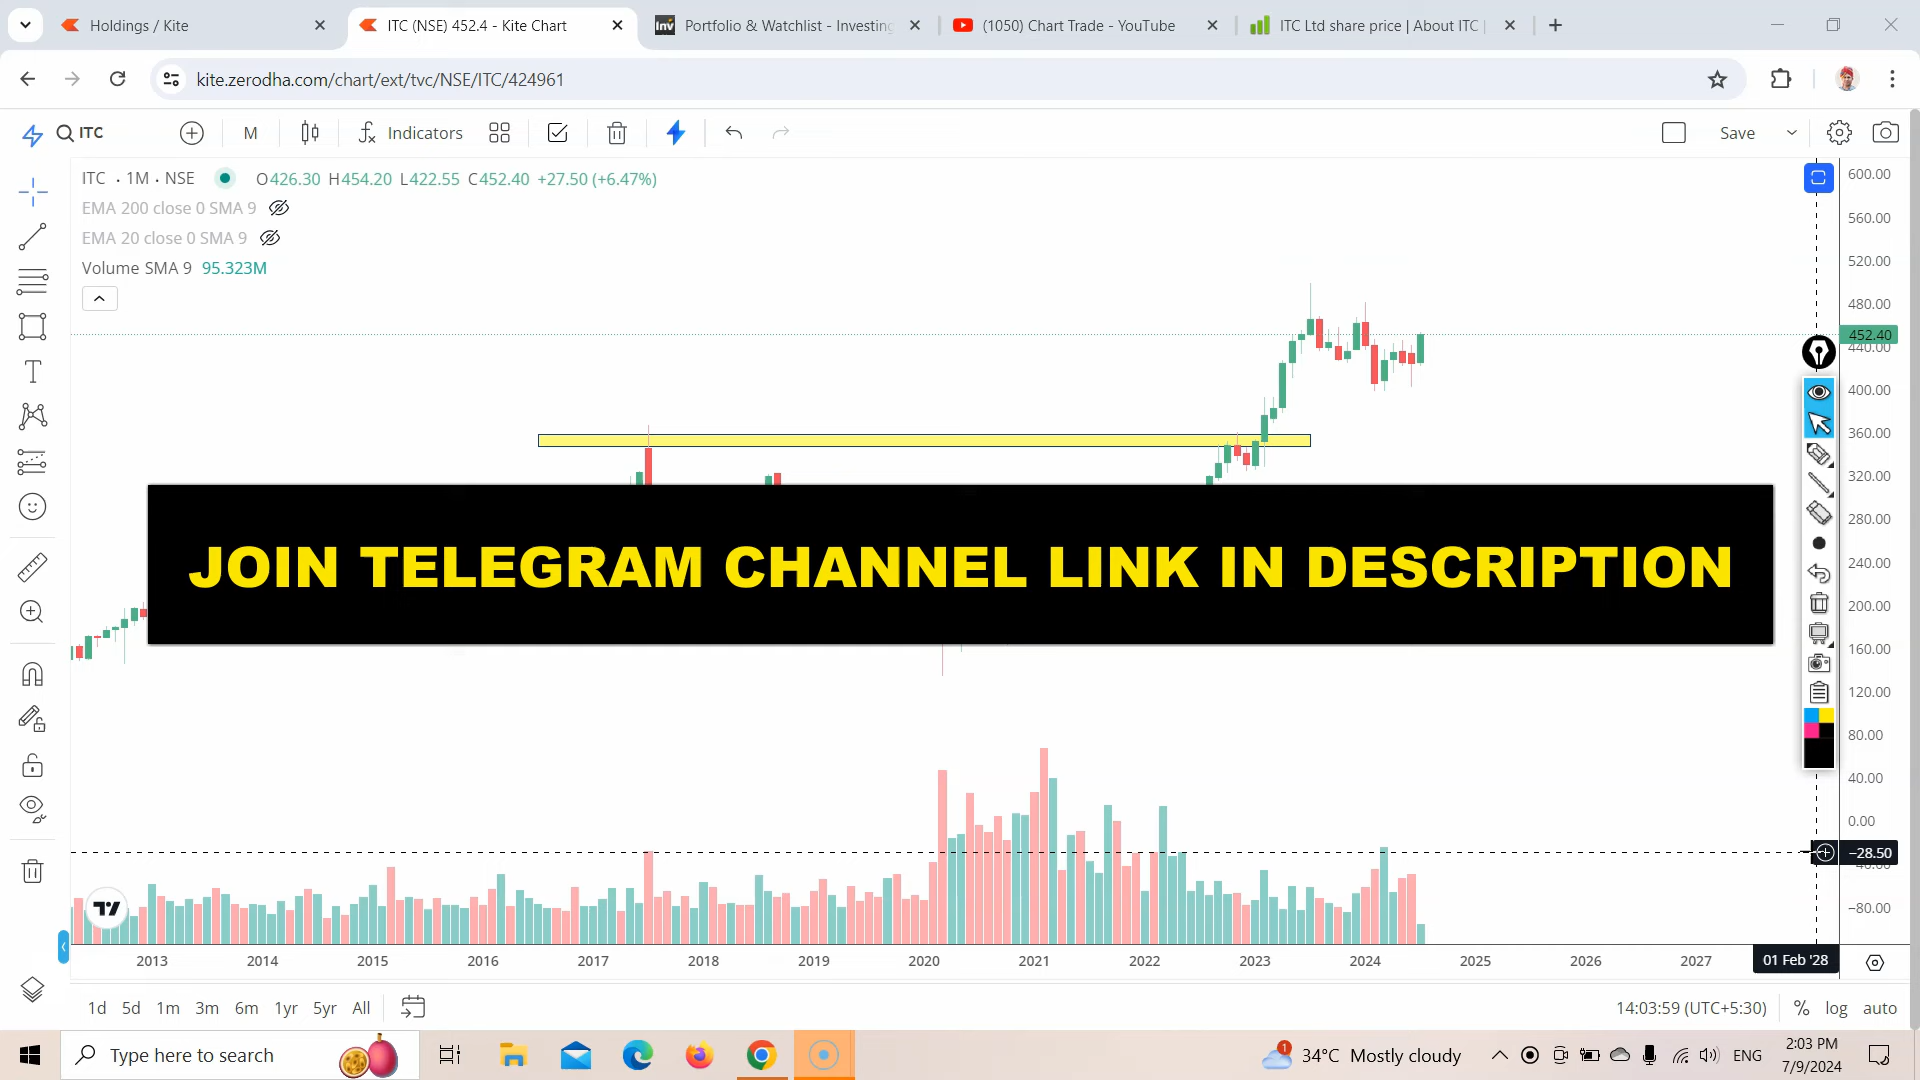 Holdings / Kite
ITC (NSE) 452.4 - Kite Chart
Inv
Portfolio & Watchlist - Investing
(1050) Chart Trade - YouTube
ITC Ltd share price | About ITC |
kite.zerodha.com/chart/ext/tvc/NSE/ITC/424961
ITC
M
Indicators
Save
ITC · 1M · NSE O426.30 H454.20 L422.55 C452.40 +27.50 (+6.47%)
EMA 200 close 0 SMA 9
EMA 20 close 0 SMA 9
Volume SMA 9 95.323M
600.00
560.00
520.00
480.00
452.40
440.00
400.00
360.00
320.00
280.00
240.00
200.00
160.00
120.00
80.00
40.00
0.00
−28.50
−80.00
JOIN TELEGRAM CHANNEL LINK IN DESCRIPTION
2013 2014 2015 2016 2017 2018 2019 2020 2021 2022 2023 2024 2025 2026 2027 01 Feb '28
1d 5d 1m 3m 6m 1yr 5yr All
14:03:59 (UTC+5:30) % log auto
Type here to search
1
34°C Mostly cloudy
ENG
2:03 PM
7/9/2024